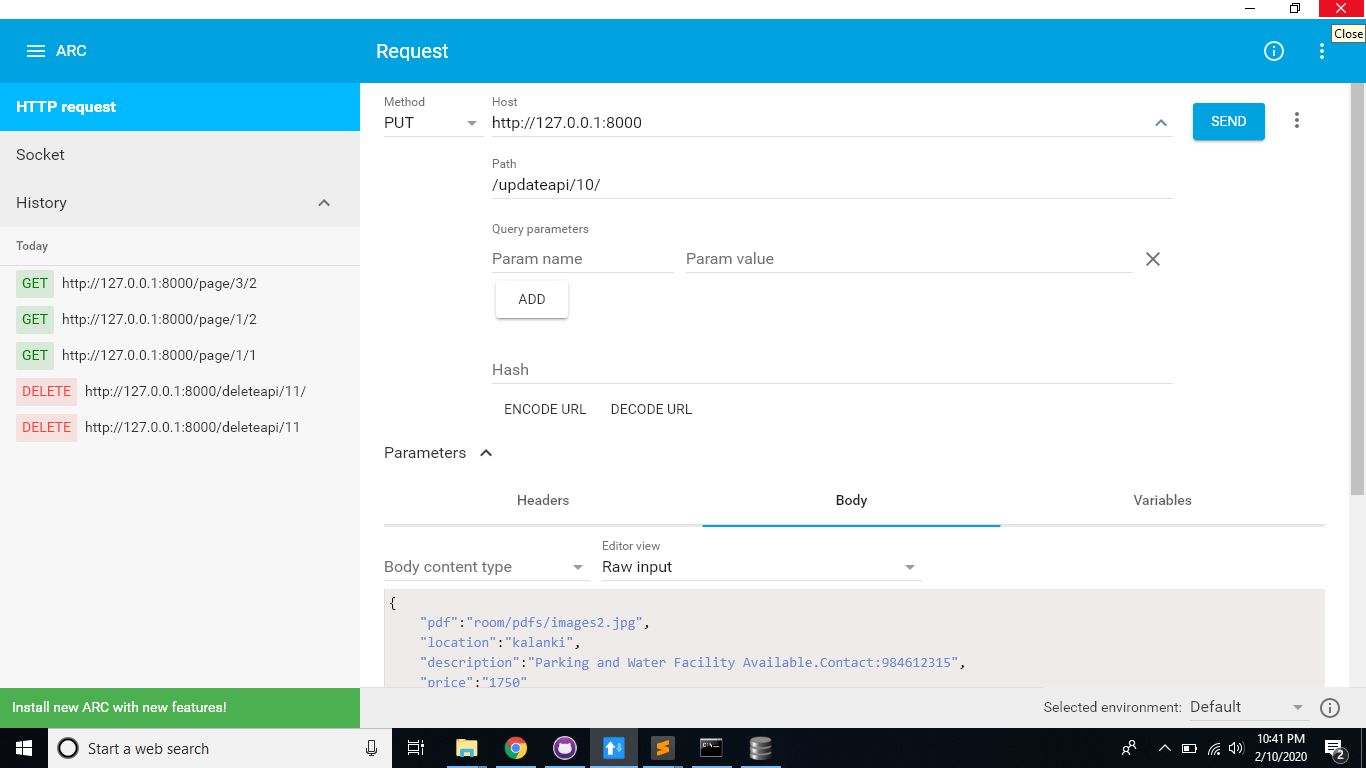 Close
ARC
Request
HTTP request
Socket
History
Today
GET http://127.0.0.1:8000/page/3/2
GET http://127.0.0.1:8000/page/1/2
GET http://127.0.0.1:8000/page/1/1
DELETE http://127.0.0.1:8000/deleteapi/11/
DELETE http://127.0.0.1:8000/deleteapi/11
Install new ARC with new features!
Method
PUT
Host
http://127.0.0.1:8000
SEND
Path
/updateapi/10/
Query parameters
Param name Param value
ADD
Hash
ENCODE URL DECODE URL
Parameters
Headers Body Variables
Body content type
Editor view
Raw input
{
"pdf":"room/pdfs/images2.jpg",
"location":"kalanki",
"description":"Parking and Water Facility Available.Contact:984612315",
"price":"1750"
Selected environment: Default
Start a web search
10:41 PM
2/10/2020
2